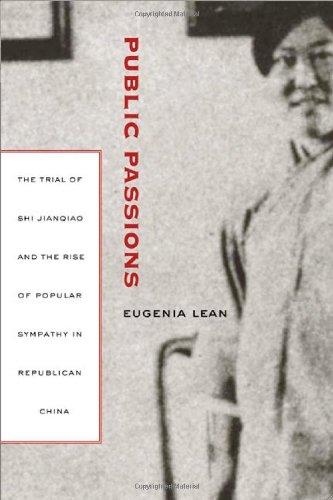 PUBLIC PASSIONS
THE TRIAL OF
SHI JIANQIAO
AND THE RISE
OF POPULAR
SYMPATHY IN
REPUBLICAN
CHINA
EUGENIA LEAN